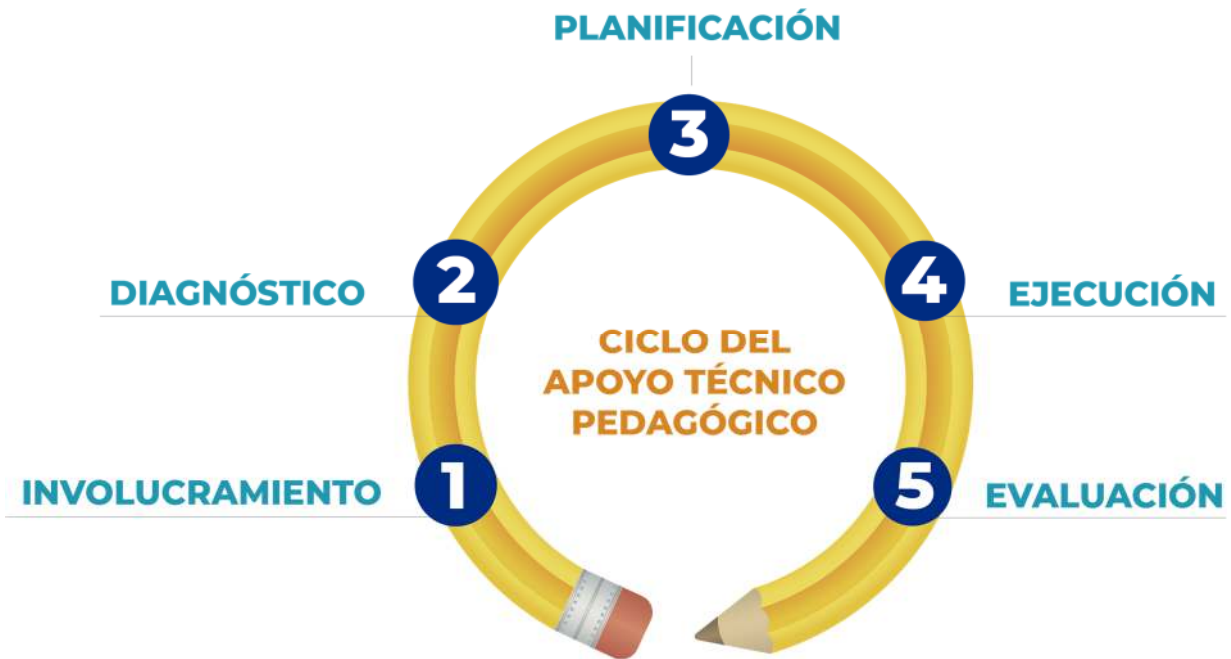 PLANIFICACIÓN
3
DIAGNÓSTICO
2
4
EJECUCIÓN
CICLO DEL
APOYO TÉCNICO
PEDAGÓGICO
INVOLUCRAMIENTO
1
5
EVALUACIÓN